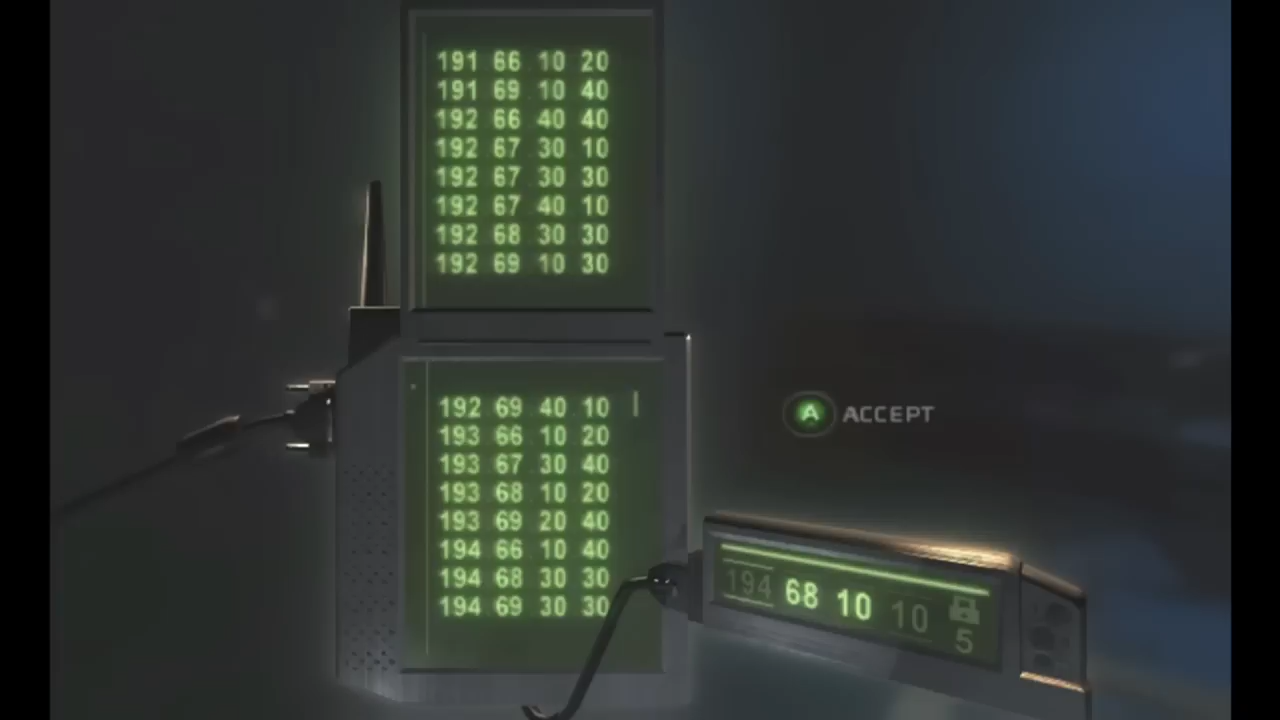 191 66 10 20
191 69 10 40
192 66 40 40
192 67 30 10
192 67 30 30
192 67 40 10
192 68 30 30
192 69 10 30
192 69 40 10
193 66 10 20
193 67 30 40
193 68 10 20
193 69 20 40
194 66 10 40
194 68 30 30
194 69 30 30
A ACCEPT
194 68 10 10
5